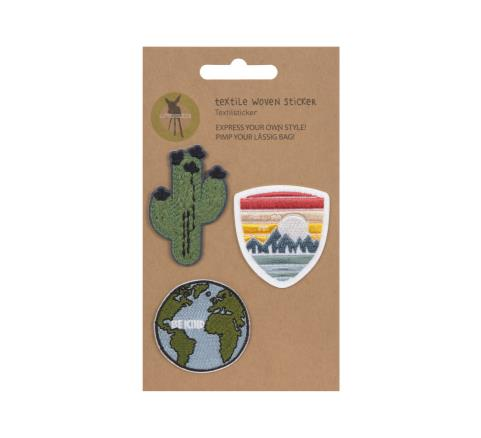 textile woven sticker
Textilsticker
EXPRESS YOUR OWN STYLE!
PIMP YOUR LÄSSIG BAG!
BE KIND